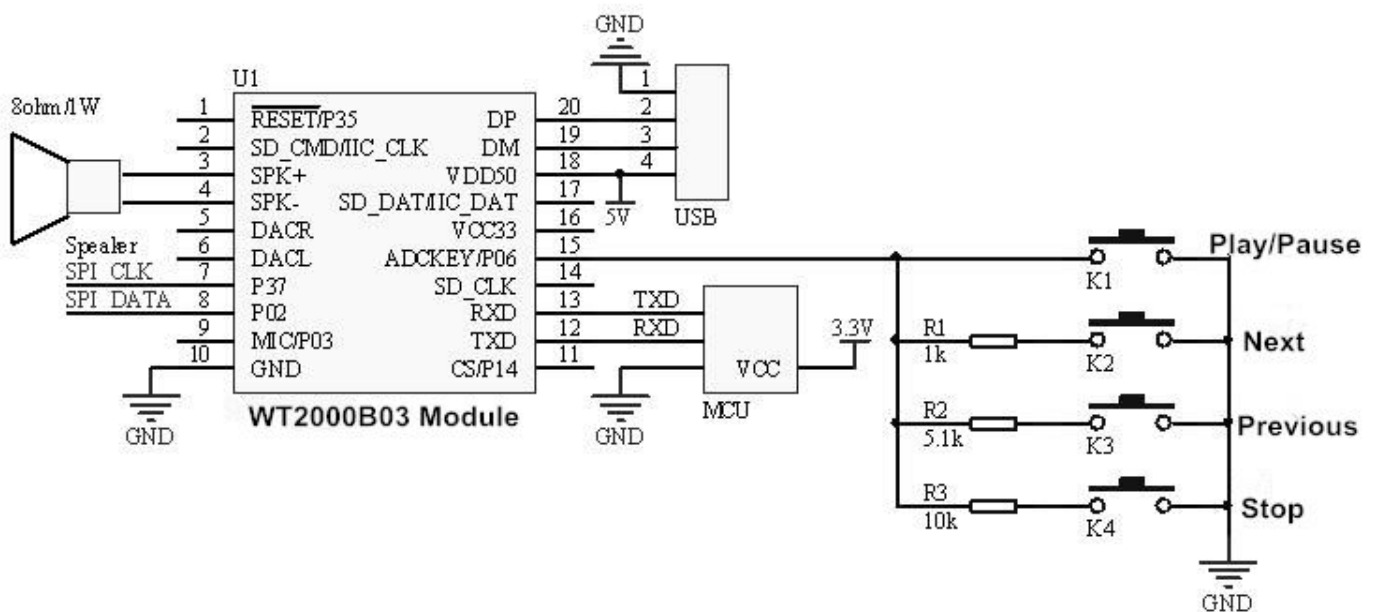 GND
U1
8ohm/1W
Speaker
SPI_CLK
SPI_DATA
1 RESET/P35
2 SD_CMD/IIC_CLK
3 SPK+
4 SPK-
5 DACR
6 DACL
7 P37
8 P02
9 MIC/P03
10 GND
GND
DP 20
DM 19
VDD50 18
SD_DAT/IIC_DAT 17
VCC33 16
ADCKEY/P06 15
SD_CLK 14
RXD 13
TXD 12
CS/P14 11
WT2000B03 Module
1
2
3
4
5V
USB
TXD
RXD
GND
VCC
MCU
3.3V
K1
Play/Pause
R1
1k
K2
Next
R2
5.1k
K3
Previous
R3
10k
K4
Stop
GND